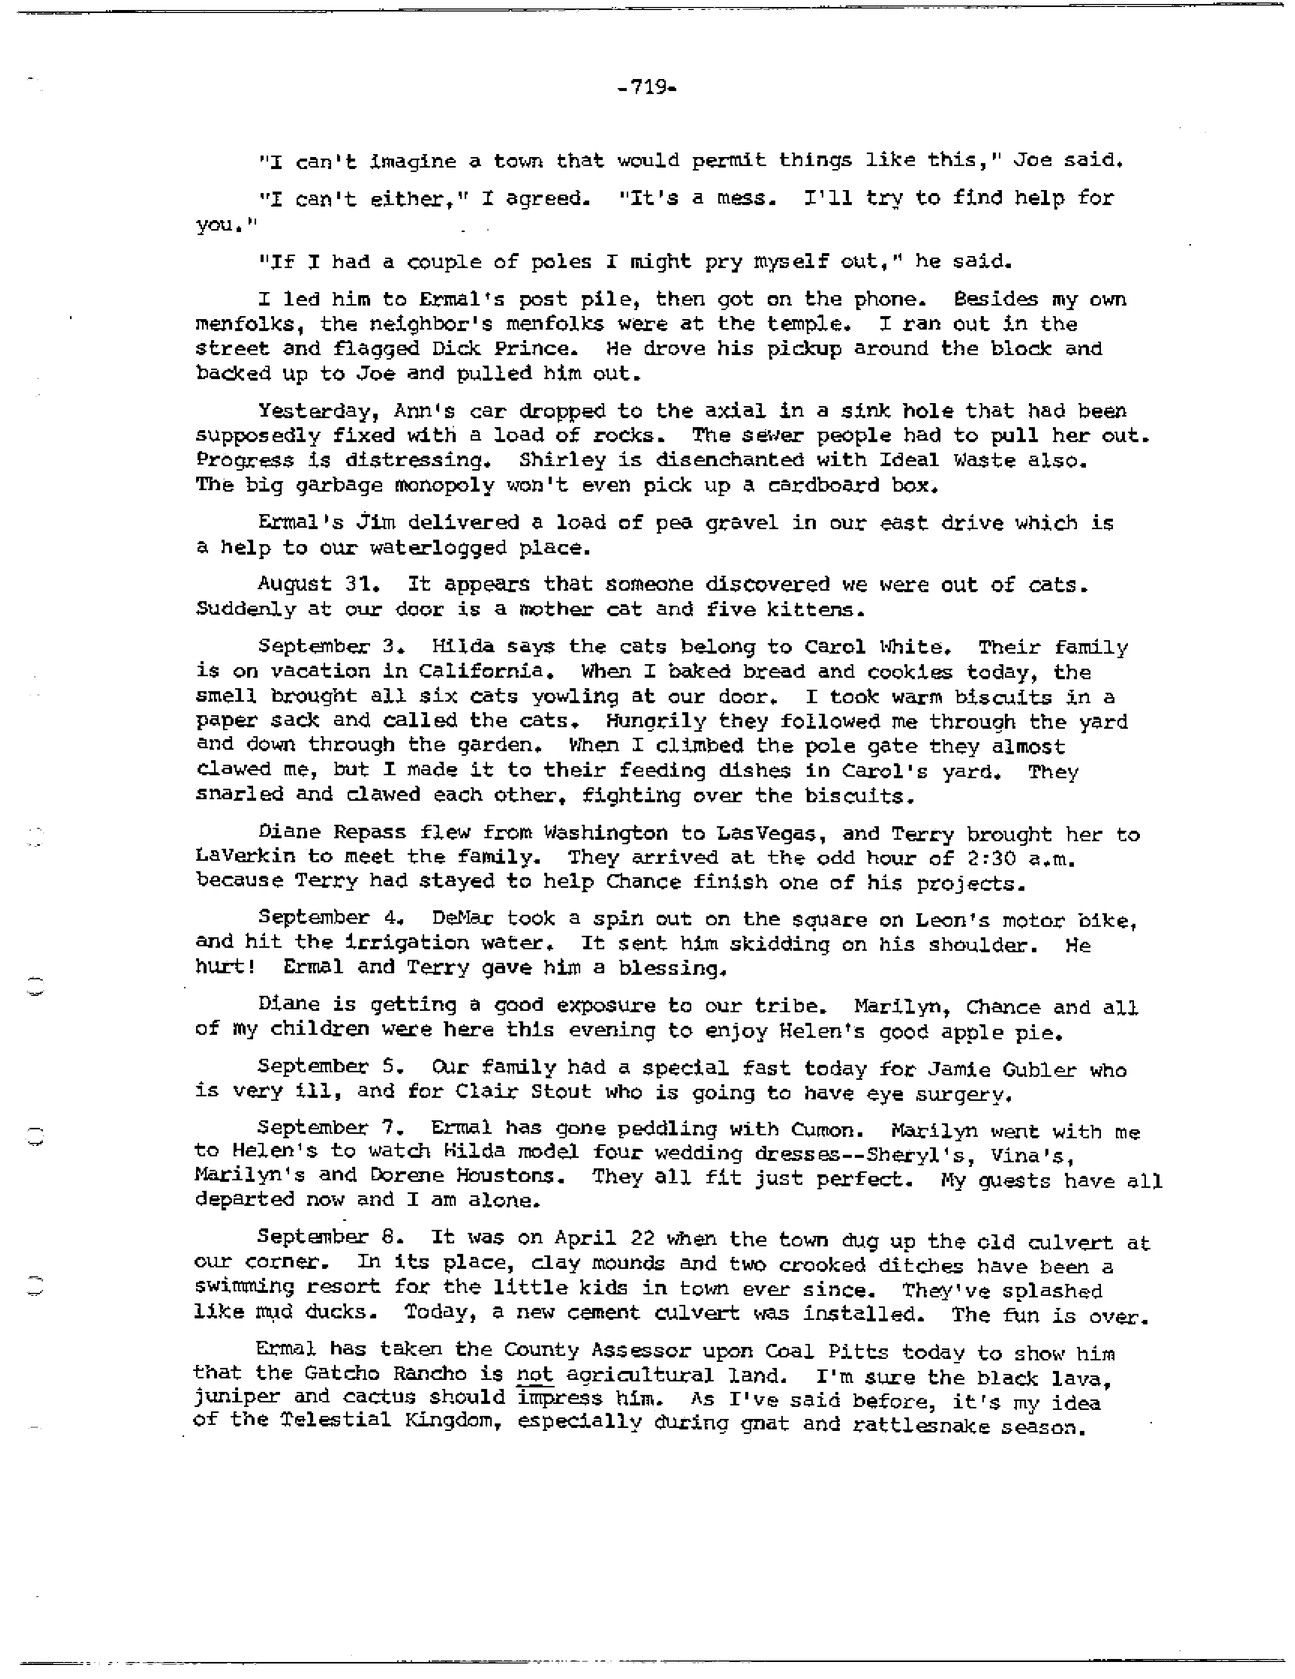 -719-
"I can't imagine a town that would permit things like this," Joe said.
"I can't either," I agreed. "It's a mess. I'll try to find help for
you."
"If I had a couple of poles I might pry myself out," he said.
I led him to Ermal's post pile, then got on the phone. Besides my own
menfolks, the neighbor's menfolks were at the temple. I ran out in the
street and flagged Dick Prince. He drove his pickup around the block and
backed up to Joe and pulled him out.
Yesterday, Ann's car dropped to the axial in a sink hole that had been
supposedly fixed with a load of rocks. The sewer people had to pull her out.
Progress is distressing. Shirley is disenchanted with Ideal Waste also.
The big garbage monopoly won't even pick up a cardboard box.
Ermal's Jim delivered a load of pea gravel in our east drive which is
a help to our waterlogged place.
August 31. It appears that someone discovered we were out of cats.
Suddenly at our door is a mother cat and five kittens.
September 3. Hilda says the cats belong to Carol White. Their family
is on vacation in California. When I baked bread and cookies today, the
smell brought all six cats yowling at our door. I took warm biscuits in a
paper sack and called the cats. Hungrily they followed me through the yard
and down through the garden. When I climbed the pole gate they almost
clawed me, but I made it to their feeding dishes in Carol's yard. They
snarled and clawed each other, fighting over the biscuits.
Diane Repass flew from Washington to LasVegas, and Terry brought her to
LaVerkin to meet the family. They arrived at the odd hour of 2:30 a.m.
because Terry had stayed to help Chance finish one of his projects.
September 4. DeMar took a spin out on the square on Leon's motor bike,
and hit the irrigation water. It sent him skidding on his shoulder. He
hurt! Ermal and Terry gave him a blessing.
Diane is getting a good exposure to our tribe. Marilyn, Chance and all
of my children were here this evening to enjoy Helen's good apple pie.
September 5. Our family had a special fast today for Jamie Gubler who
is very ill, and for Clair Stout who is going to have eye surgery.
September 7. Ermal has gone peddling with Cumon. Marilyn went with me
to Helen's to watch Hilda model four wedding dresses--Sheryl's, Vina's,
Marilyn's and Dorene Houstons. They all fit just perfect. My guests have all
departed now and I am alone.
September 8. It was on April 22 when the town dug up the old culvert at
our corner. In its place, clay mounds and two crooked ditches have been a
swimming resort for the little kids in town ever since. They've splashed
like mud ducks. Today, a new cement culvert was installed. The fun is over.
Ermal has taken the County Assessor upon Coal Pitts today to show him
that the Gatcho Rancho is not agricultural land. I'm sure the black lava,
juniper and cactus should impress him. As I've said before, it's my idea
of the Telestial Kingdom, especially during gnat and rattlesnake season.